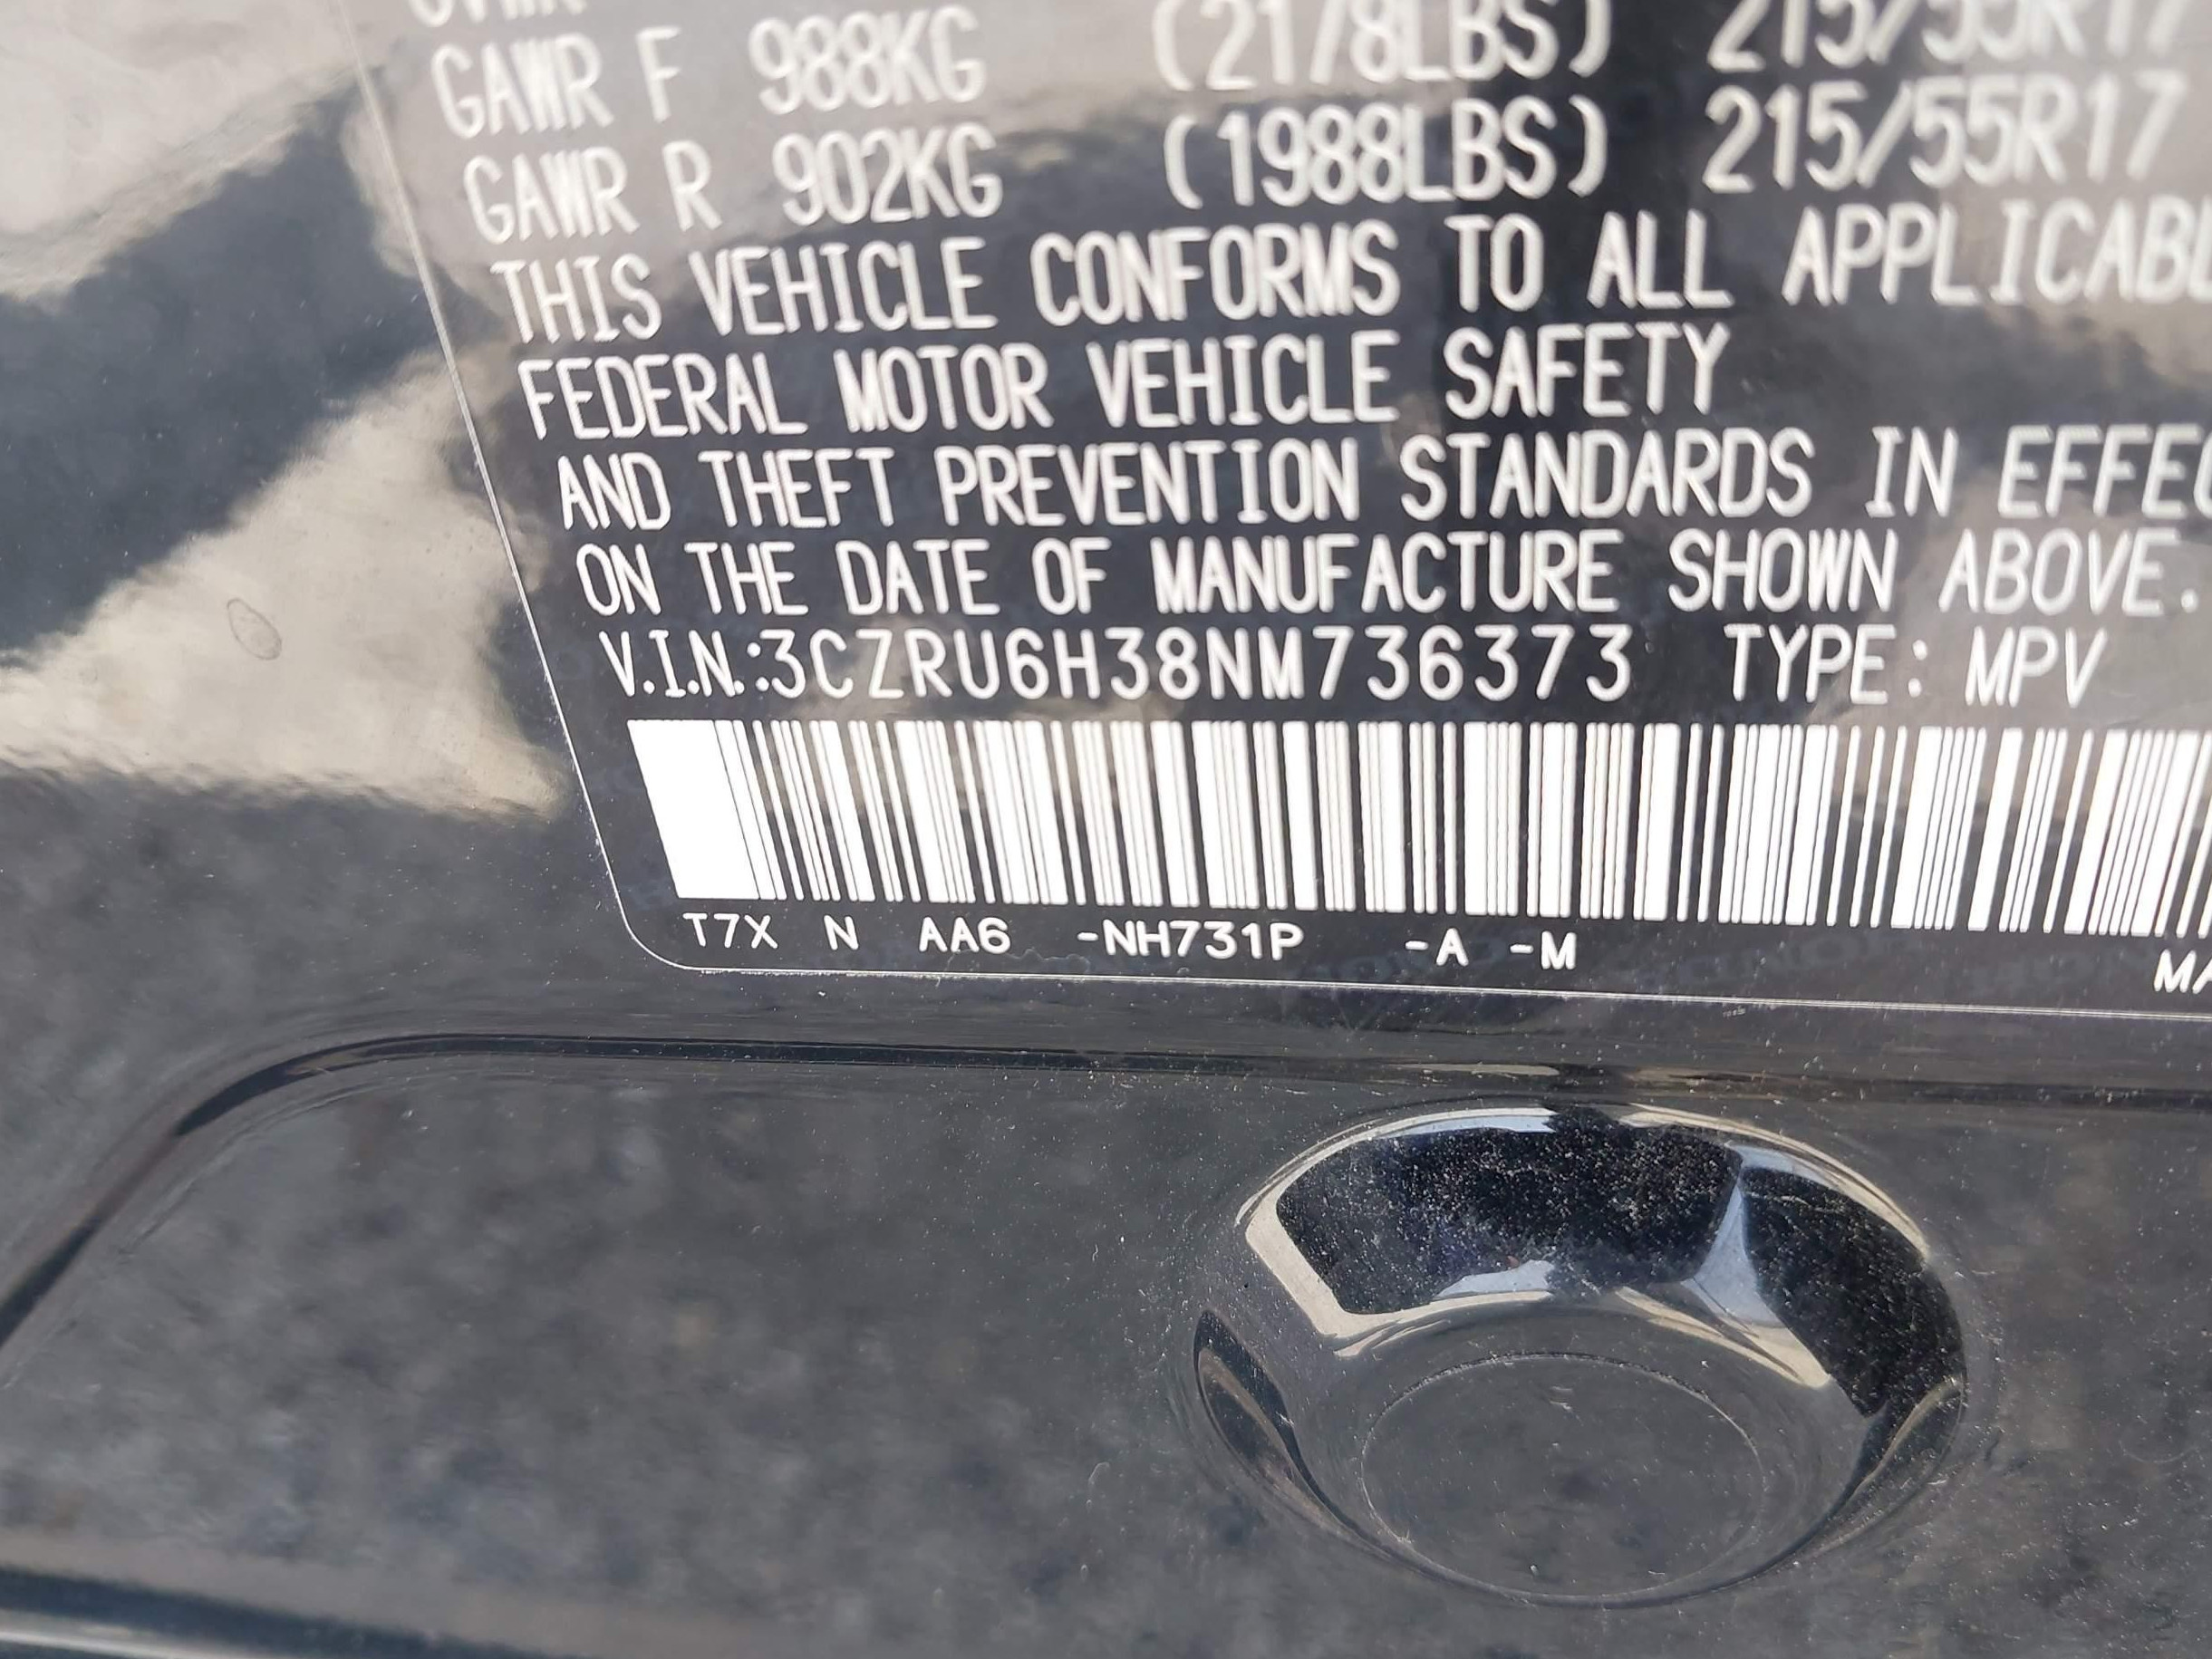 GAWR F 988KG (2178LBS) 215/55R17
GAWR R 902KG (1988LBS) 215/55R17
THIS VEHICLE CONFORMS TO ALL APPLICABL
FEDERAL MOTOR VEHICLE SAFETY
AND THEFT PREVENTION STANDARDS IN EFFEC
ON THE DATE OF MANUFACTURE SHOWN ABOVE.
V.I.N.:3CZRU6H38NM736373 TYPE: MPV
T7X N AA6 -NH731P -A -M
MA